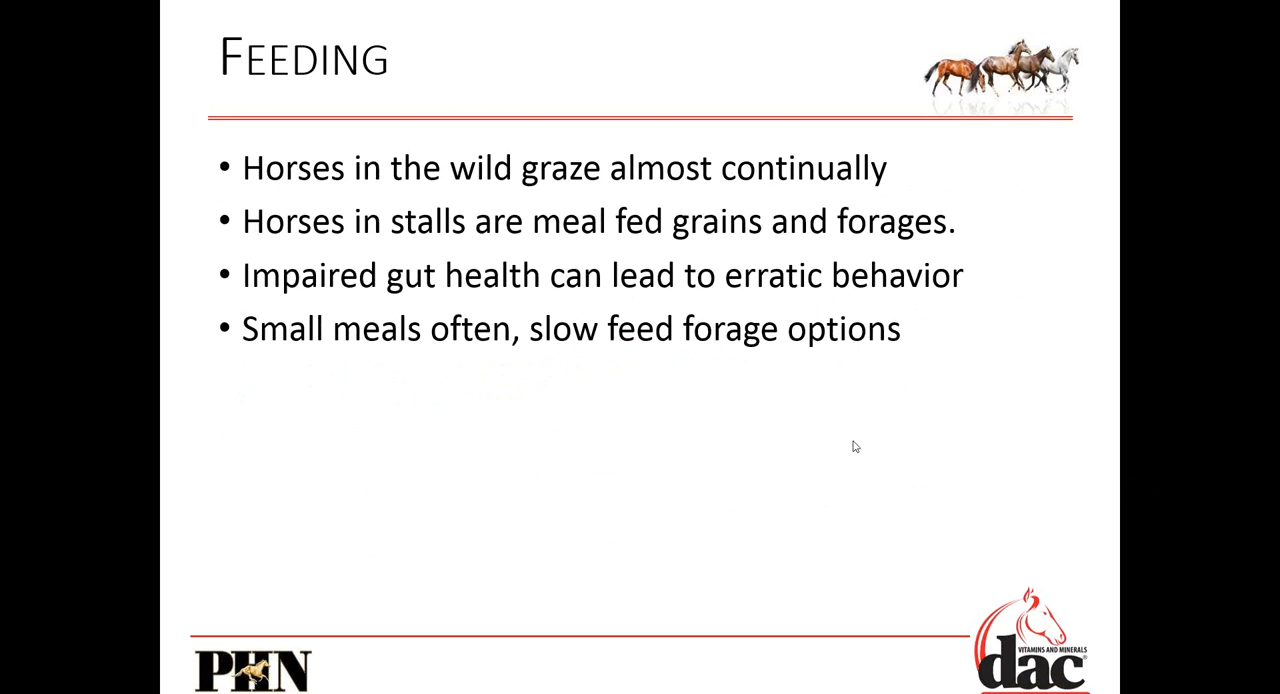 FEEDING
• Horses in the wild graze almost continually
• Horses in stalls are meal fed grains and forages.
• Impaired gut health can lead to erratic behavior
• Small meals often, slow feed forage options
PHN
VITAMINS AND MINERALS
dac®